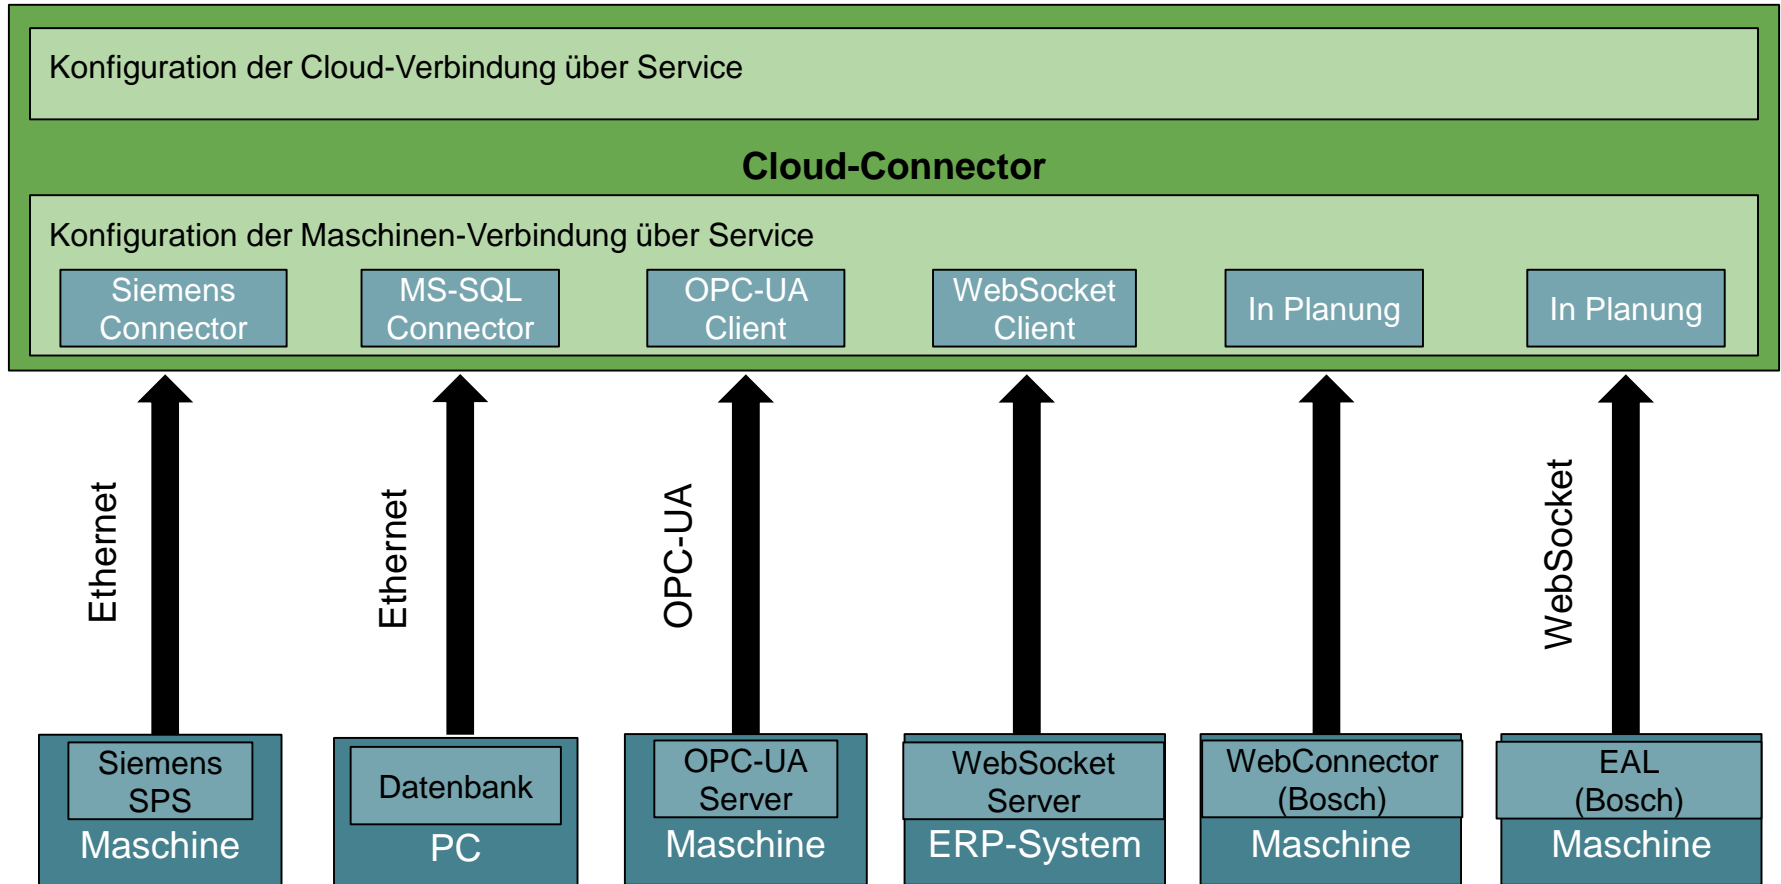 Konfiguration der Cloud-Verbindung über Service
Cloud-Connector
Konfiguration der Maschinen-Verbindung über Service
Siemens
Connector
MS-SQL
Connector
OPC-UA
Client
WebSocket
Client
In Planung
In Planung
Ethernet
Ethernet
OPC-UA
WebSocket
Siemens
SPS
Maschine
Datenbank
PC
OPC-UA
Server
Maschine
WebSocket
Server
ERP-System
WebConnector
(Bosch)
Maschine
EAL
(Bosch)
Maschine